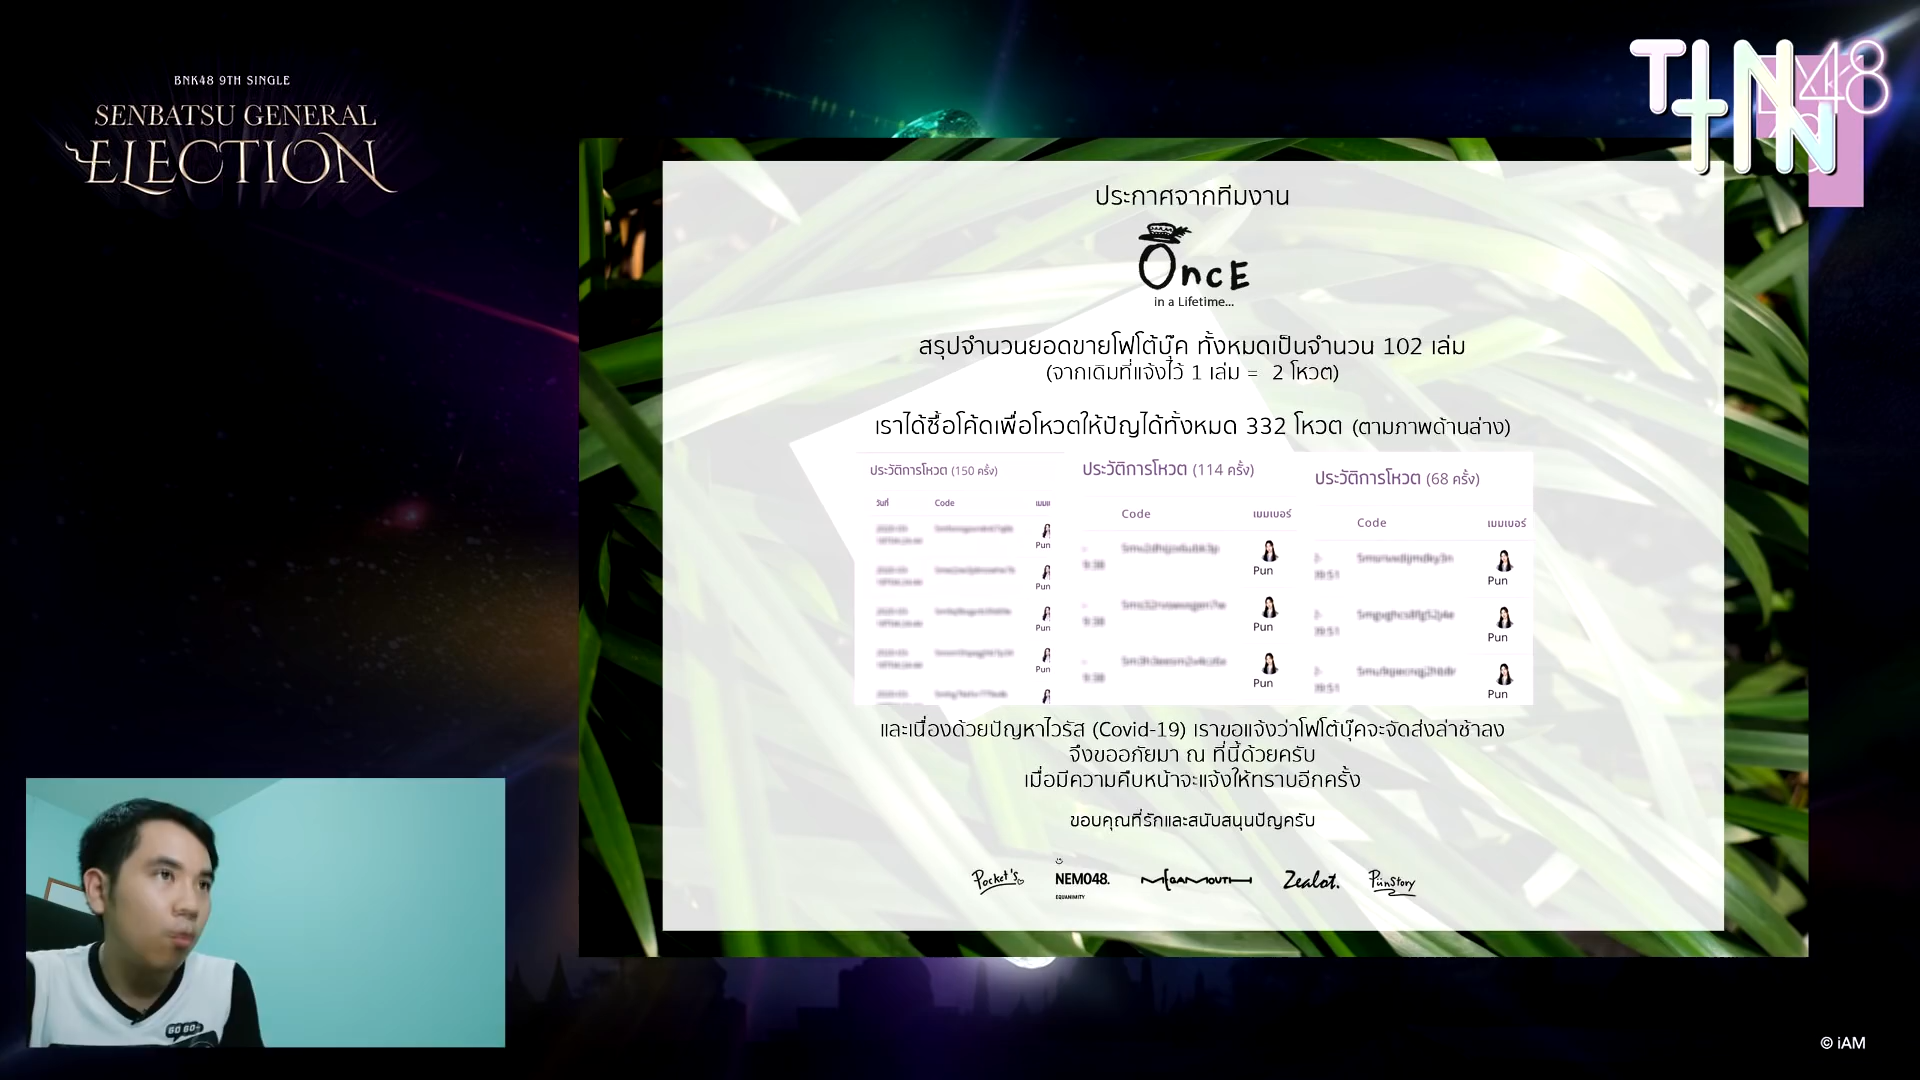 BNK48 9TH SINGLE
SENBATSU GENERAL
ELECTION
TINTIN
48
ประกาศจากทีมงาน
Once
in a Lifetime...
สรุปจำนวนยอดขายโฟโต้บุ๊ค ทั้งหมดเป็นจำนวน 102 เล่ม
(จากเดิมที่แจ้งไว้ 1 เล่ม = 2 โหวต)
เราได้ซื้อโค้ดเพื่อโหวตให้ปัญได้ทั้งหมด 332 โหวต (ตามภาพด้านล่าง)
ประวัติการโหวต (150 ครั้ง)
วันที่ Code
Pun
Pun
Pun
Pun
ประวัติการโหวต (114 ครั้ง)
Code เมมเบอร์
9:38
Pun
9:38
Pun
9:38
Pun
ประวัติการโหวต (68 ครั้ง)
Code เมมเบอร์
Pun
Pun
Pun
และเนื่องด้วยปัญหาไวรัส (Covid-19) เราขอแจ้งว่าโฟโต้บุ๊คจะจัดส่งล่าช้าลง
จึงขออภัยมา ณ ที่นี้ด้วยครับ
เมื่อมีความคืบหน้าจะแจ้งให้ทราบอีกครั้ง
ขอบคุณที่รักและสนับสนุนปัญครับ
Pocket's NEMO48. MEGAMOUTH Zealot. PunStory
EQUANIMITY
GO GO
© iAM